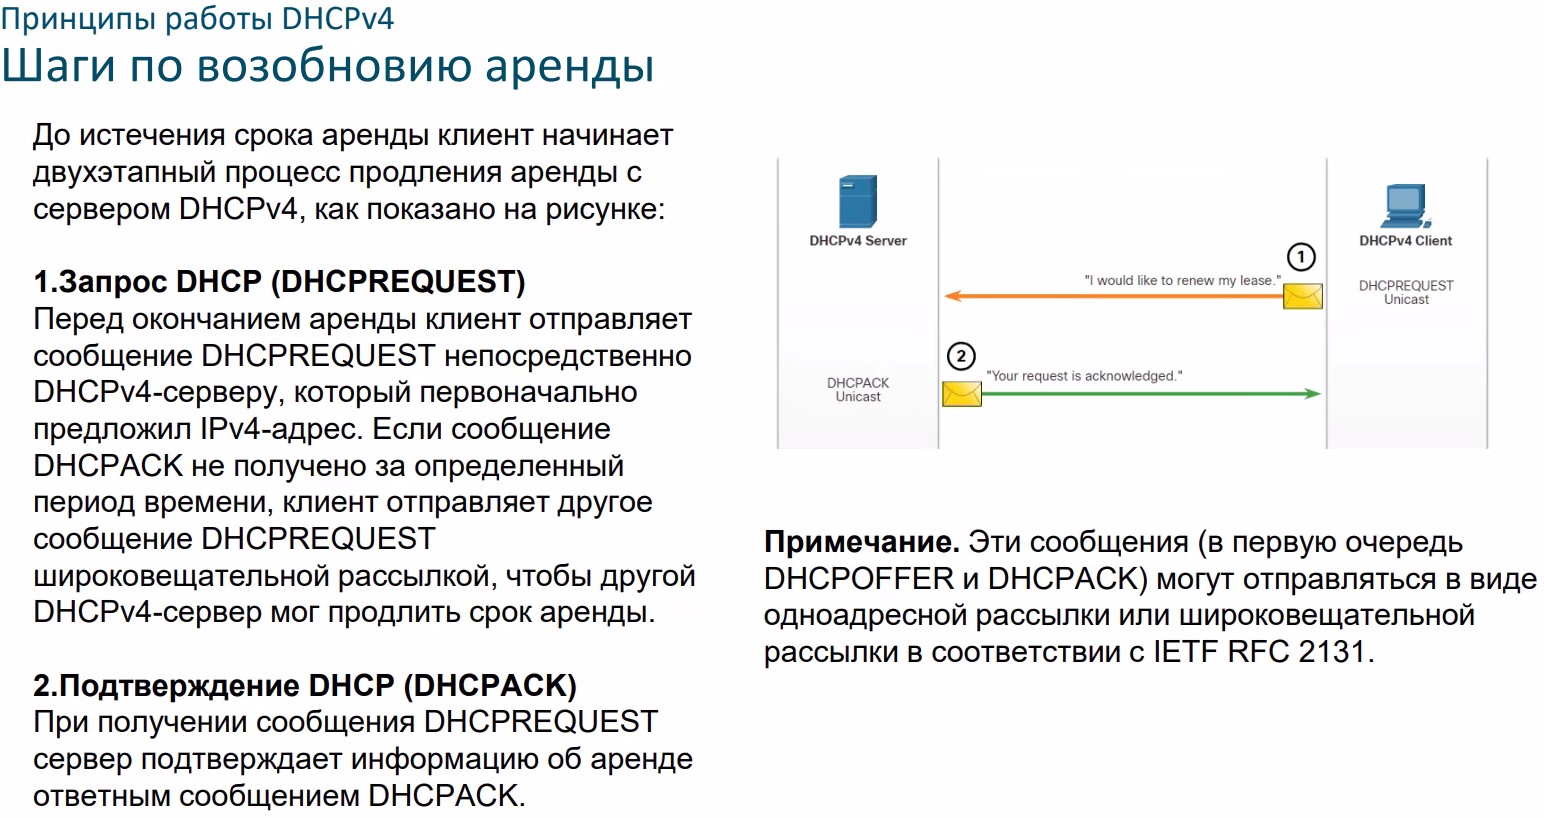 Принципы работы DHCPv4
Шаги по возобновию аренды
До истечения срока аренды клиент начинает
двухэтапный процесс продления аренды с
сервером DHCPv4, как показано на рисунке:
1.Запрос DHCP (DHCPREQUEST)
Перед окончанием аренды клиент отправляет
сообщение DHCPREQUEST непосредственно
DHCPv4-серверу, который первоначально
предложил IPv4-адрес. Если сообщение
DHCPACK не получено за определенный
период времени, клиент отправляет другое
сообщение DHCPREQUEST
широковещательной рассылкой, чтобы другой
DHCPv4-сервер мог продлить срок аренды.
2.Подтверждение DHCP (DHCPACK)
При получении сообщения DHCPREQUEST
сервер подтверждает информацию об аренде
ответным сообщением DHCPACK.
DHCPv4 Server
DHCPv4 Client
1
"I would like to renew my lease."
DHCPREQUEST
Unicast
2
"Your request is acknowledged."
DHCPACK
Unicast
Примечание. Эти сообщения (в первую очередь
DHCPOFFER и DHCPACK) могут отправляться в виде
одноадресной рассылки или широковещательной
рассылки в соответствии с IETF RFC 2131.